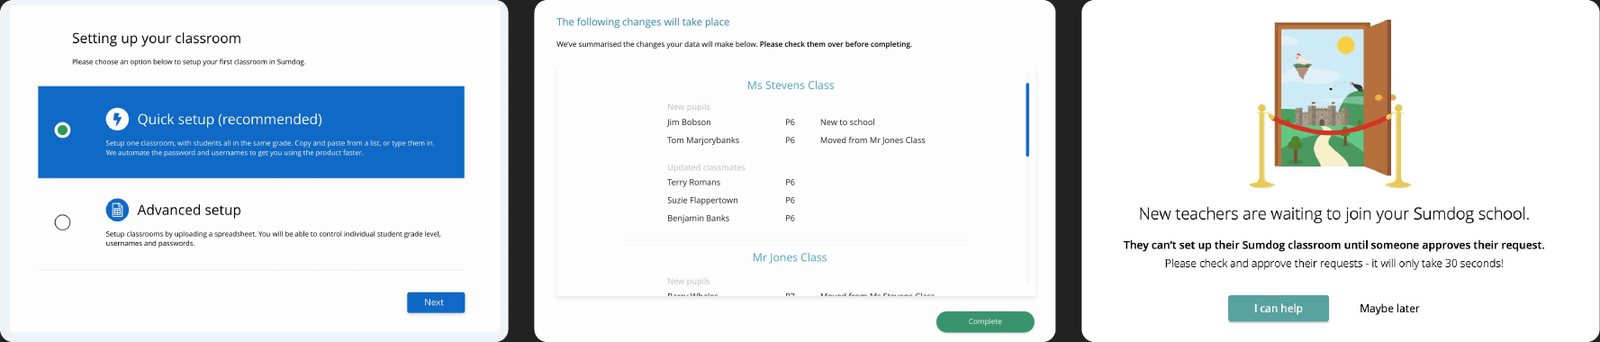 Setting up your classroom
Please choose an option below to setup your first classroom in Sumdog.
Quick setup (recommended)
Setup one classroom, with students all in the same grade. Copy and paste from a list, or type them in.
We automate the password and usernames to get you using the product faster.
Advanced setup
Setup classrooms by uploading a spreadsheet. You will be able to control individual student grade level,
usernames and passwords.
Next
The following changes will take place
We've summarised the changes your data will make below. Please check them over before completing.
Ms Stevens Class
New pupils
Jim Bobson P6 New to school
Tom Marjorybanks P6 Moved from Mr Jones Class
Updated classmates
Terry Romans P6
Suzie Flappertown P6
Benjamin Banks P6
Mr Jones Class
New pupils
Barry Whales P7 Moved from Ms Stevens Class
Complete
New teachers are waiting to join your Sumdog school.
They can't set up their Sumdog classroom until someone approves their request.
Please check and approve their requests - it will only take 30 seconds!
I can help
Maybe later